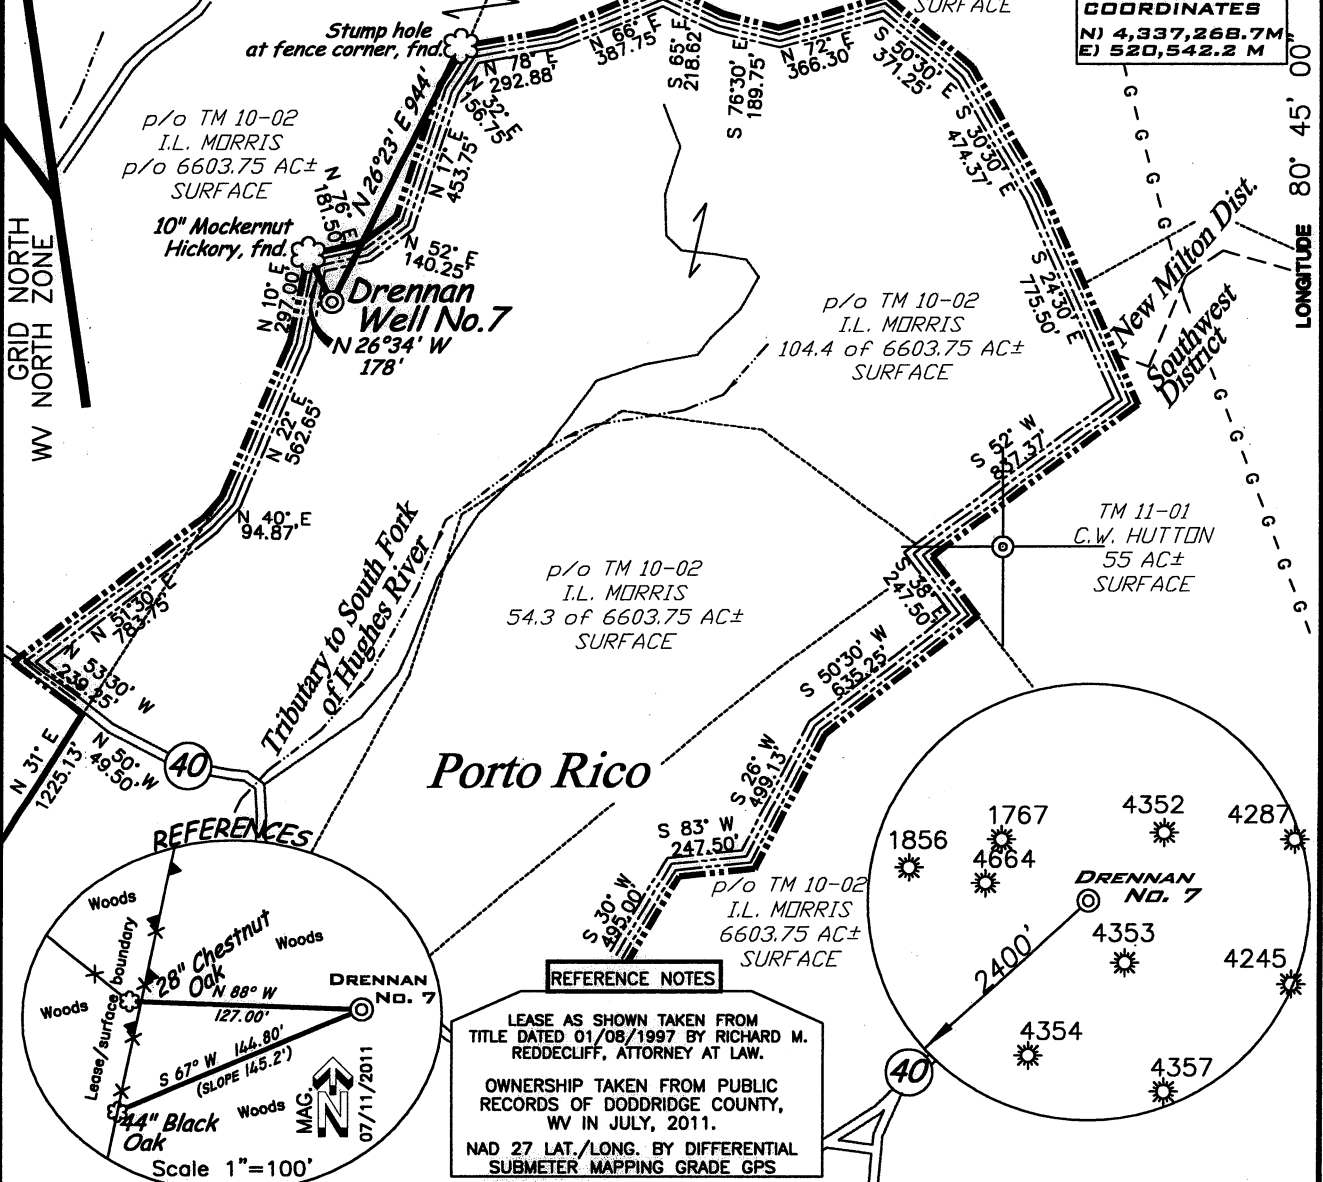 SURFACE
COORDINATES
N) 4,337,268.7M
E) 520,542.2 M
Stump hole
at fence corner, fnd.
N 78° E
292.88'
N 66° E
387.75'
S 65° E
218.62'
S 76°30' E
189.75'
N 72° E
366.30'
S 50°30' E
371.25'
N 32° E
156.75'
N 17° E
453.75'
N 26°23' E 944'
S 30°30' E
474.37'
80° 45' 00"
LONGITUDE
p/o TM 10-02
I.L. MORRIS
p/o 6603.75 AC±
SURFACE
N 76° E
181.50'
10" Mockernut
Hickory, fnd.
N 52° E
140.25'
N 10° E
297.00'
Drennan
Well No.7
N 26°34' W
178'
GRID NORTH
WV NORTH ZONE
p/o TM 10-02
I.L. MORRIS
104.4 of 6603.75 AC±
SURFACE
S 24°30' E
775.50'
New Milton Dist.
Southwest
District
G G G G G G G G G G G G G G G G
N 22° E
562.65'
N 40° E
94.87'
S 52° W
837.37'
TM 11-01
C.W. HUTTON
55 AC±
SURFACE
Tributary to South Fork
of Hughes River
p/o TM 10-02
I.L. MORRIS
54.3 of 6603.75 AC±
SURFACE
S 38° E
247.50'
N 51°30' E
783.75'
N 53°30' W
239.25'
S 50°30' W
635.25'
N 31° E
1225.13'
N 50° W
49.50'
40
Porto Rico
S 26° W
499.13'
S 83° W
247.50'
S 30° W
495.00'
p/o TM 10-02
I.L. MORRIS
6603.75 AC±
SURFACE
REFERENCES
Woods
Lease/surface boundary
28" Chestnut
Oak
Woods
N 88° W
127.00'
DRENNAN
NO. 7
Woods
S 67° W 144.80'
(SLOPE 145.2')
44" Black
Oak
Woods
MAG.
N
07/11/2011
Scale 1"=100'
REFERENCE NOTES
LEASE AS SHOWN TAKEN FROM
TITLE DATED 01/08/1997 BY RICHARD M.
REDDECLIFF, ATTORNEY AT LAW.
OWNERSHIP TAKEN FROM PUBLIC
RECORDS OF DODDRIDGE COUNTY,
WV IN JULY, 2011.
NAD 27 LAT./LONG. BY DIFFERENTIAL
SUBMETER MAPPING GRADE GPS
1856
1767
4664
4352
4287
DRENNAN
NO. 7
4353
2400'
4245
4354
4357
40